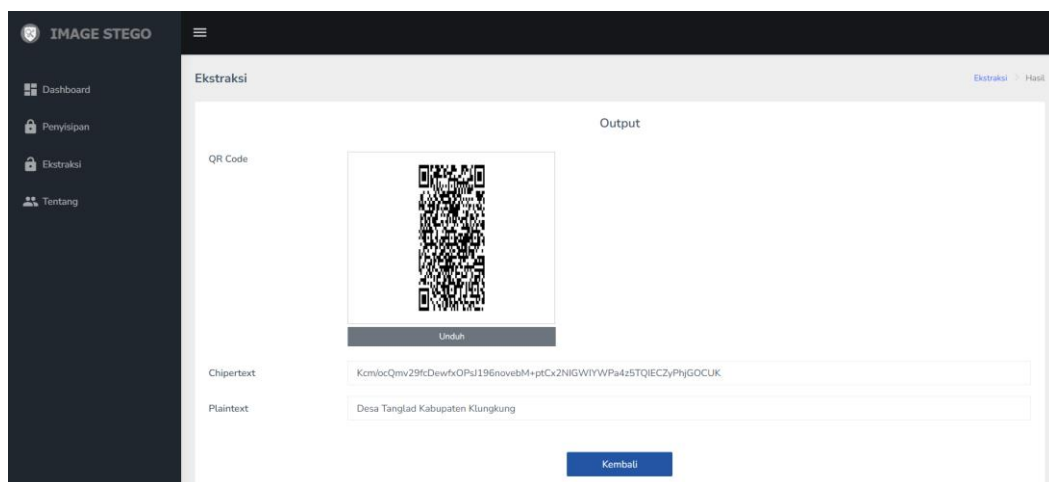 IMAGE STEGO
Dashboard
Penyisipan
Ekstraksi
Tentang
Ekstraksi
Ekstraksi > Hasil
Output
QR Code
Unduh
Chipertext
Kcm/ocQmv29fcDewfxOPsJ196novebM+ptCx2NIGWIYWPa4z5TQIECZyPhjGOCUK
Plaintext
Desa Tanglad Kabupaten Klungkung
Kembali